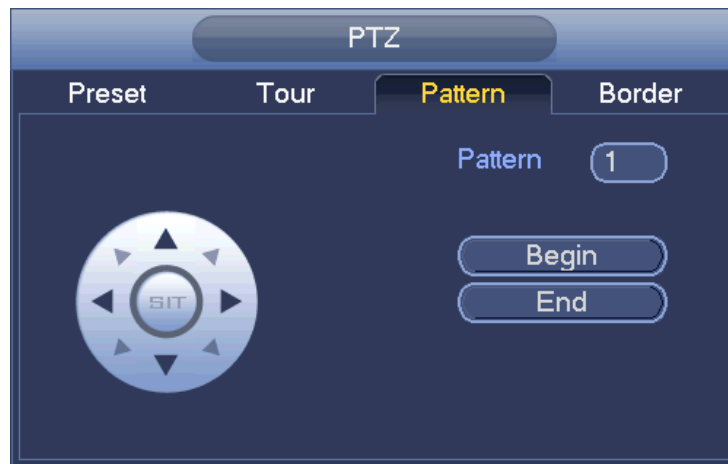 PTZ
Preset Tour Pattern Border
Pattern 1
Begin
SIT
End